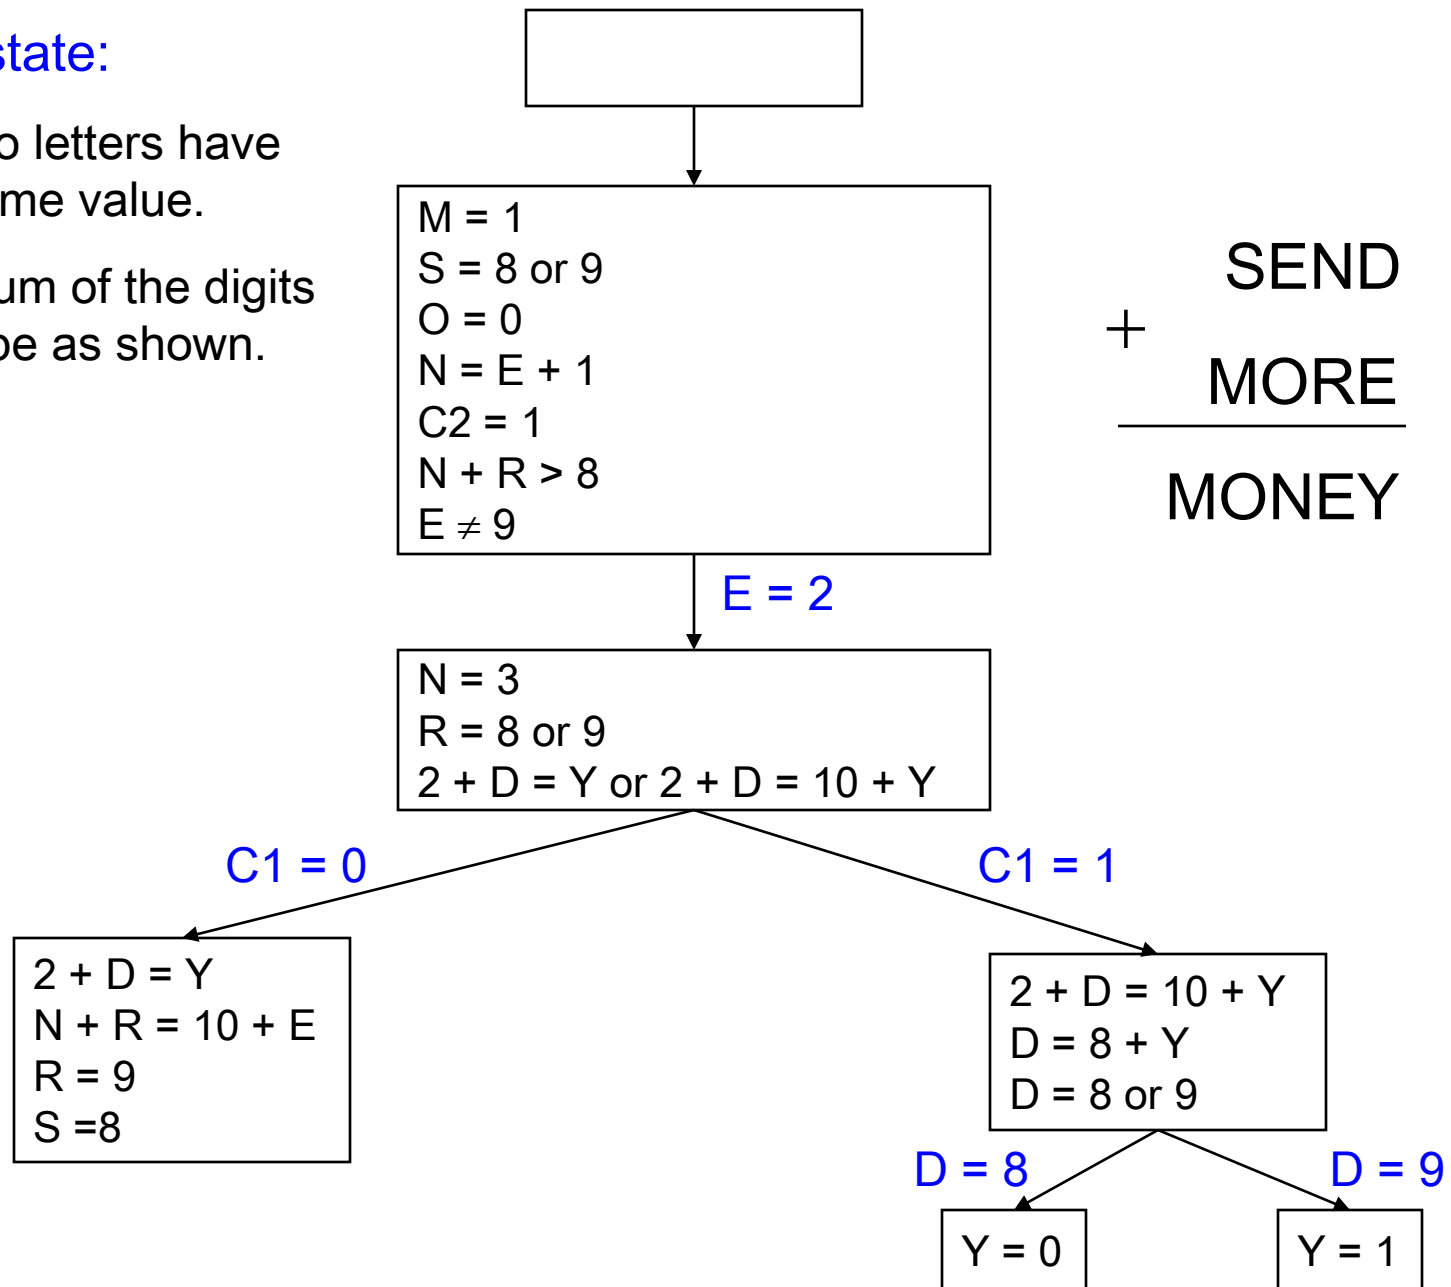 state:
o letters have
me value.
um of the digits
be as shown.
M = 1
S = 8 or 9
O = 0
N = E + 1
C2 = 1
N + R > 8
E ≠ 9
SEND
+
MORE
MONEY
E = 2
N = 3
R = 8 or 9
2 + D = Y or 2 + D = 10 + Y
C1 = 0
C1 = 1
2 + D = Y
N + R = 10 + E
R = 9
S =8
2 + D = 10 + Y
D = 8 + Y
D = 8 or 9
D = 8
D = 9
Y = 0
Y = 1